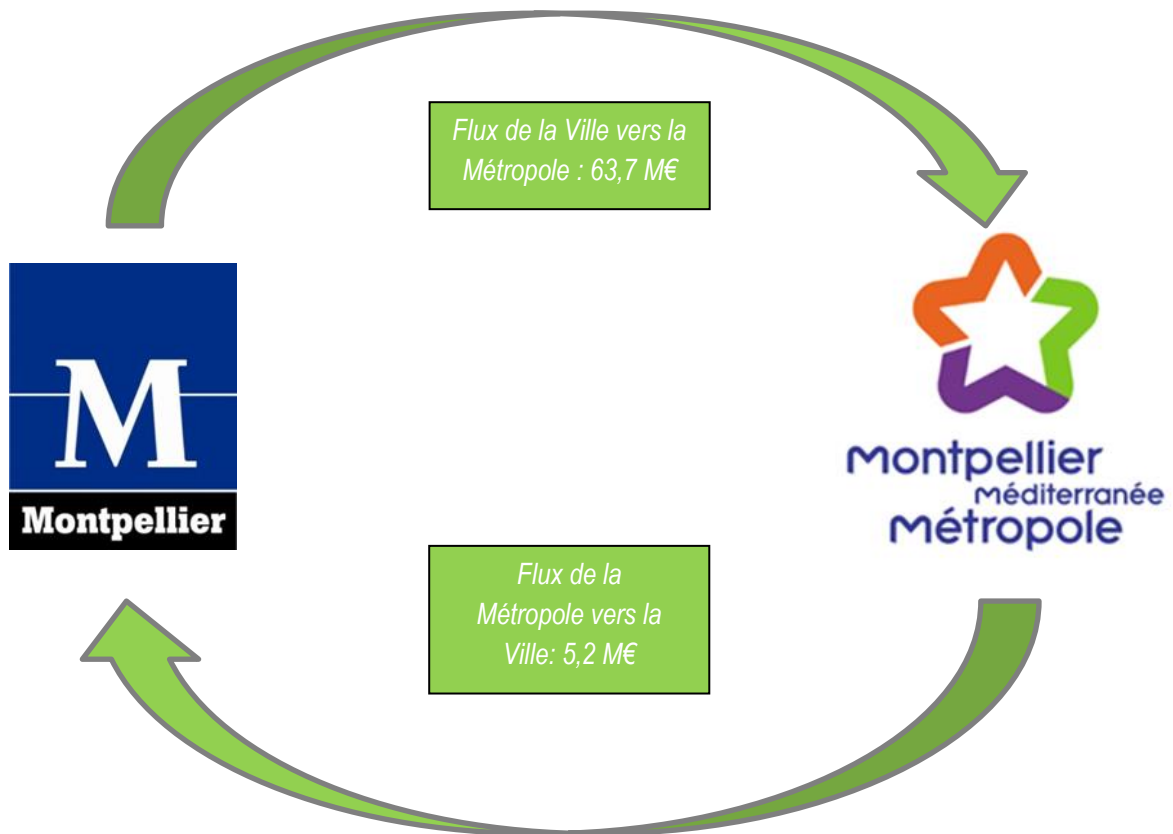 Flux de la Ville vers la
Métropole : 63,7 M€
M
Montpellier
Montpellier
Méditerranée
Métropole
Flux de la
Métropole vers la
Ville: 5,2 M€